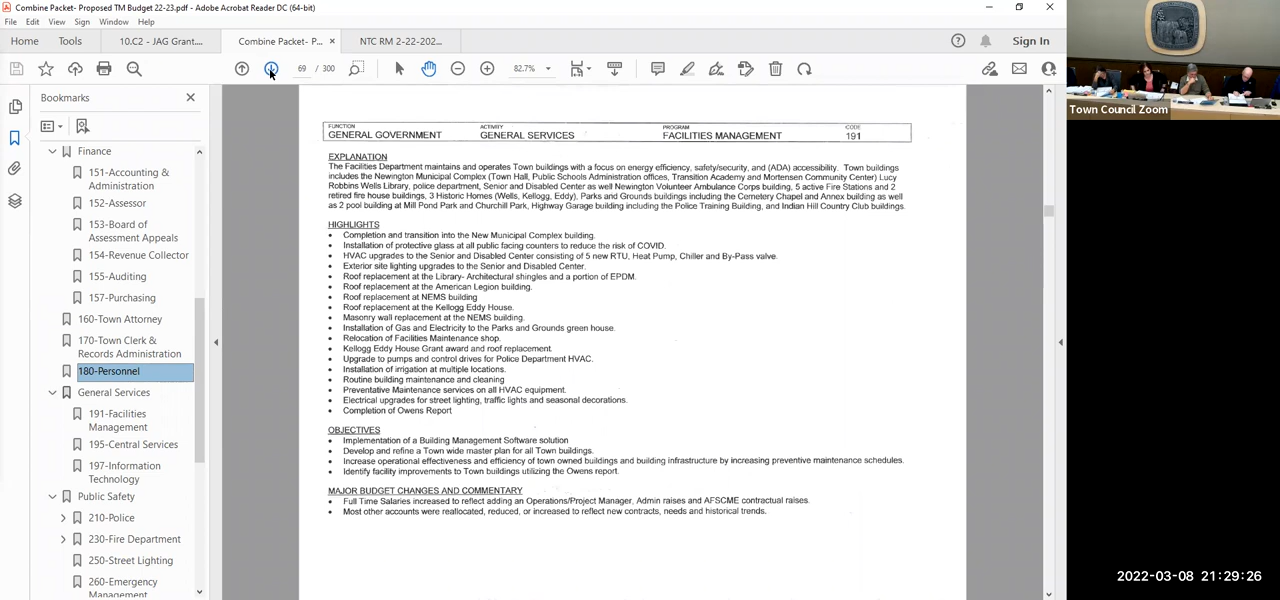 Combine Packet- Proposed TM Budget 22-23.pdf - Adobe Acrobat Reader DC (64-bit)
File Edit View Sign Window Help
Home Tools 10.C2 - JAG Grant.... Combine Packet- P... NTC RM 2-22-202... Sign In
69 / 300 82.7%
Bookmarks
Finance
151-Accounting &
Administration
152-Assessor
153-Board of
Assessment Appeals
154-Revenue Collector
155-Auditing
157-Purchasing
160-Town Attorney
170-Town Clerk &
Records Administration
180-Personnel
General Services
191-Facilities
Management
195-Central Services
197-Information
Technology
Public Safety
210-Police
230-Fire Department
250-Street Lighting
260-Emergency
Management
FUNCTION ACTIVITY PROGRAM CODE
GENERAL GOVERNMENT GENERAL SERVICES FACILITIES MANAGEMENT 191
EXPLANATION
The Facilities Department maintains and operates Town buildings with a focus on energy efficiency, safety/security, and (ADA) accessibility. Town buildings
includes the Newington Municipal Complex (Town Hall, Public Schools Administration offices, Transition Academy and Mortensen Community Center) Lucy
Robbins Wells Library, police department, Senior and Disabled Center as well Newington Volunteer Ambulance Corps building, 5 active Fire Stations and 2
retired fire house buildings, 3 Historic Homes (Wells, Kellogg, Eddy), Parks and Grounds buildings including the Cemetery Chapel and Annex building as well
as 2 pool building at Mill Pond Park and Churchill Park, Highway Garage building including the Police Training Building, and Indian Hill Country Club buildings.
HIGHLIGHTS
• Completion and transition into the New Municipal Complex building.
• Installation of protective glass at all public facing counters to reduce the risk of COVID.
• HVAC upgrades to the Senior and Disabled Center consisting of 5 new RTU, Heat Pump, Chiller and By-Pass valve.
• Exterior site lighting upgrades to the Senior and Disabled Center.
• Roof replacement at the Library- Architectural shingles and a portion of EPDM.
• Roof replacement at the American Legion building.
• Roof replacement at NEMS building
• Roof replacement at the Kellogg Eddy House.
• Masonry wall replacement at the NEMS building.
• Installation of Gas and Electricity to the Parks and Grounds green house.
• Relocation of Facilities Maintenance shop.
• Kellogg Eddy House Grant award and roof replacement.
• Upgrade to pumps and control drives for Police Department HVAC.
• Installation of irrigation at multiple locations.
• Routine building maintenance and cleaning
• Preventative Maintenance services on all HVAC equipment.
• Electrical upgrades for street lighting, traffic lights and seasonal decorations.
• Completion of Owens Report
OBJECTIVES
• Implementation of a Building Management Software solution
• Develop and refine a Town wide master plan for all Town buildings.
• Increase operational effectiveness and efficiency of town owned buildings and building infrastructure by increasing preventive maintenance schedules.
• Identify facility improvements to Town buildings utilizing the Owens report.
MAJOR BUDGET CHANGES AND COMMENTARY
• Full Time Salaries increased to reflect adding an Operations/Project Manager, Admin raises and AFSCME contractual raises.
• Most other accounts were reallocated, reduced, or increased to reflect new contracts, needs and historical trends.
Town Council Zoom
2022-03-08 21:29:26